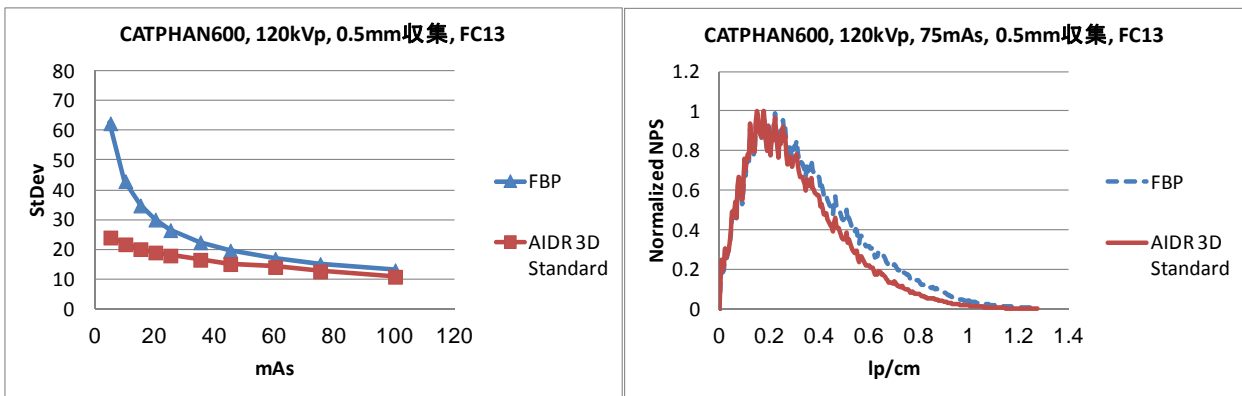 CATPHAN600, 120kVp, 0.5mm収集, FC13
80
70
60
50
40
30
20
10
0
StDev
0 20 40 60 80 100 120
mAs
FBP
AIDR 3D
Standard
CATPHAN600, 120kVp, 75mAs, 0.5mm収集, FC13
1.2
1
0.8
0.6
0.4
0.2
0
Normalized NPS
0 0.2 0.4 0.6 0.8 1 1.2 1.4
lp/cm
FBP
AIDR 3D
Standard